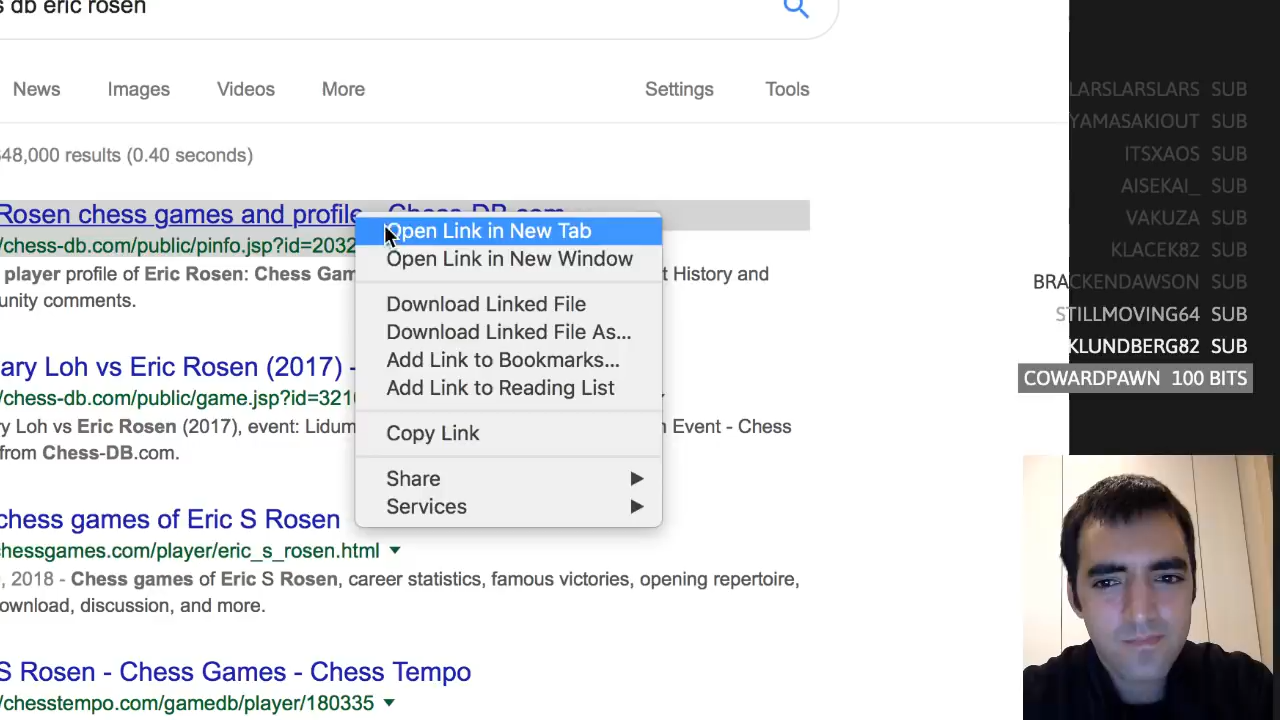 s db eric rosen
News Images Videos More Settings Tools
648,000 results (0.40 seconds)
Rosen chess games and profile - Chess-DB.com
/chess-db.com/public/pinfo.jsp?id=2032
player profile of Eric Rosen: Chess Gam t History and
unity comments.
ary Loh vs Eric Rosen (2017) -
/chess-db.com/public/game.jsp?id=3210
y Loh vs Eric Rosen (2017), event: Lidum Event - Chess
from Chess-DB.com.
chess games of Eric S Rosen
chessgames.com/player/eric_s_rosen.html
, 2018 - Chess games of Eric S Rosen, career statistics, famous victories, opening repertoire,
ownload, discussion, and more.
S Rosen - Chess Games - Chess Tempo
/chesstempo.com/gamedb/player/180335
Open Link in New Tab
Open Link in New Window
Download Linked File
Download Linked File As...
Add Link to Bookmarks...
Add Link to Reading List
Copy Link
Share
Services
LARSLARSLARS SUB
YAMASAKIOUT SUB
ITSXAOS SUB
AISEKAI_ SUB
VAKUZA SUB
KLACEK82 SUB
BRACKENDAWSON SUB
STILLMOVING64 SUB
KLUNDBERG82 SUB
COWARDPAWN 100 BITS